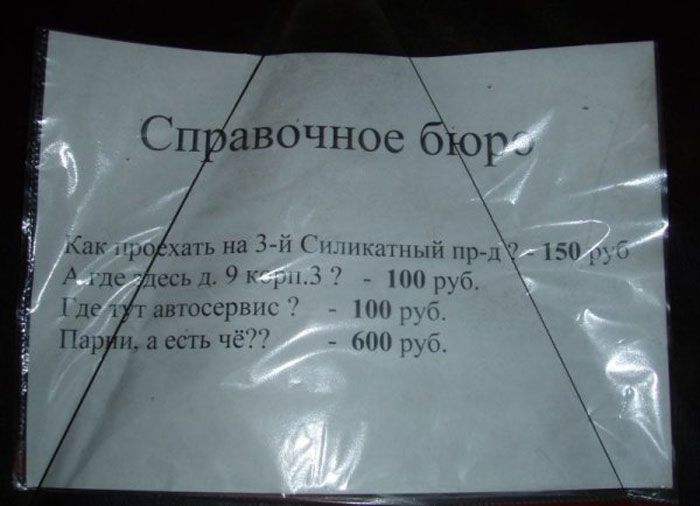 Справочное бюро
Как проехать на 3-й Силикатный пр-д ? - 150 руб
А где здесь д. 9 корп.3 ? - 100 руб.
Где тут автосервис ? - 100 руб.
Парни, а есть чё?? - 600 руб.